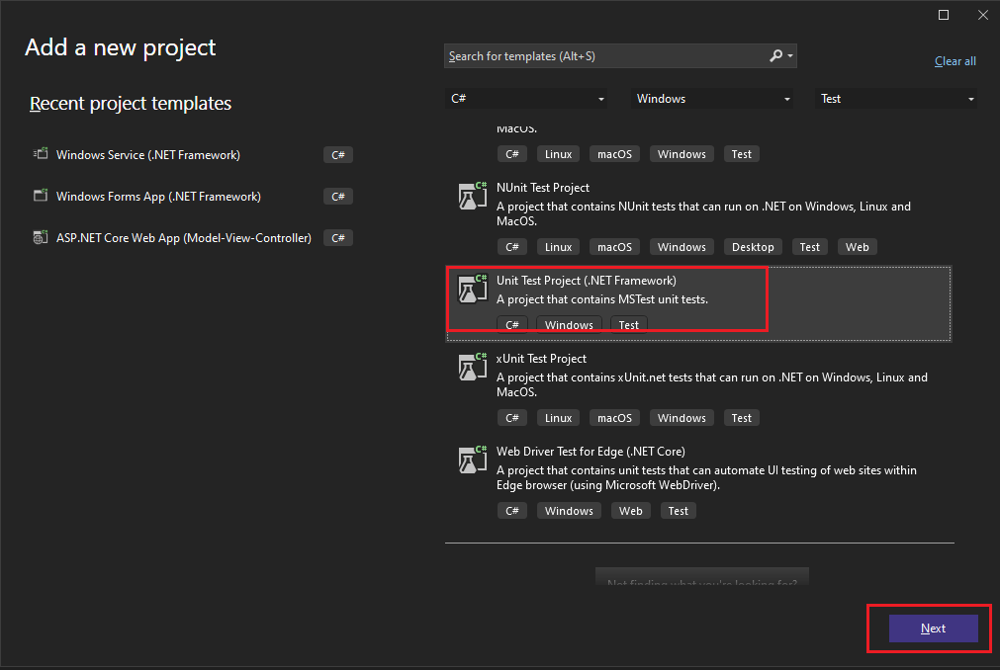 Add a new project
Search for templates (Alt+S)
Clear all
Recent project templates
C#
Windows
Test
Windows Service (.NET Framework)
C#
Windows Forms App (.NET Framework)
C#
ASP.NET Core Web App (Model-View-Controller)
C#
MacOS.
C# Linux macOS Windows Test
C#
NUnit Test Project
A project that contains NUnit tests that can run on .NET on Windows, Linux and
MacOS.
C# Linux macOS Windows Desktop Test Web
C#
Unit Test Project (.NET Framework)
A project that contains MSTest unit tests.
C# Windows Test
C#
xUnit Test Project
A project that contains xUnit.net tests that can run on .NET on Windows, Linux and
MacOS.
C# Linux macOS Windows Test
C#
Web Driver Test for Edge (.NET Core)
A project that contains unit tests that can automate UI testing of web sites within
Edge browser (using Microsoft WebDriver).
C# Windows Web Test
Not finding what you're looking for?
Next